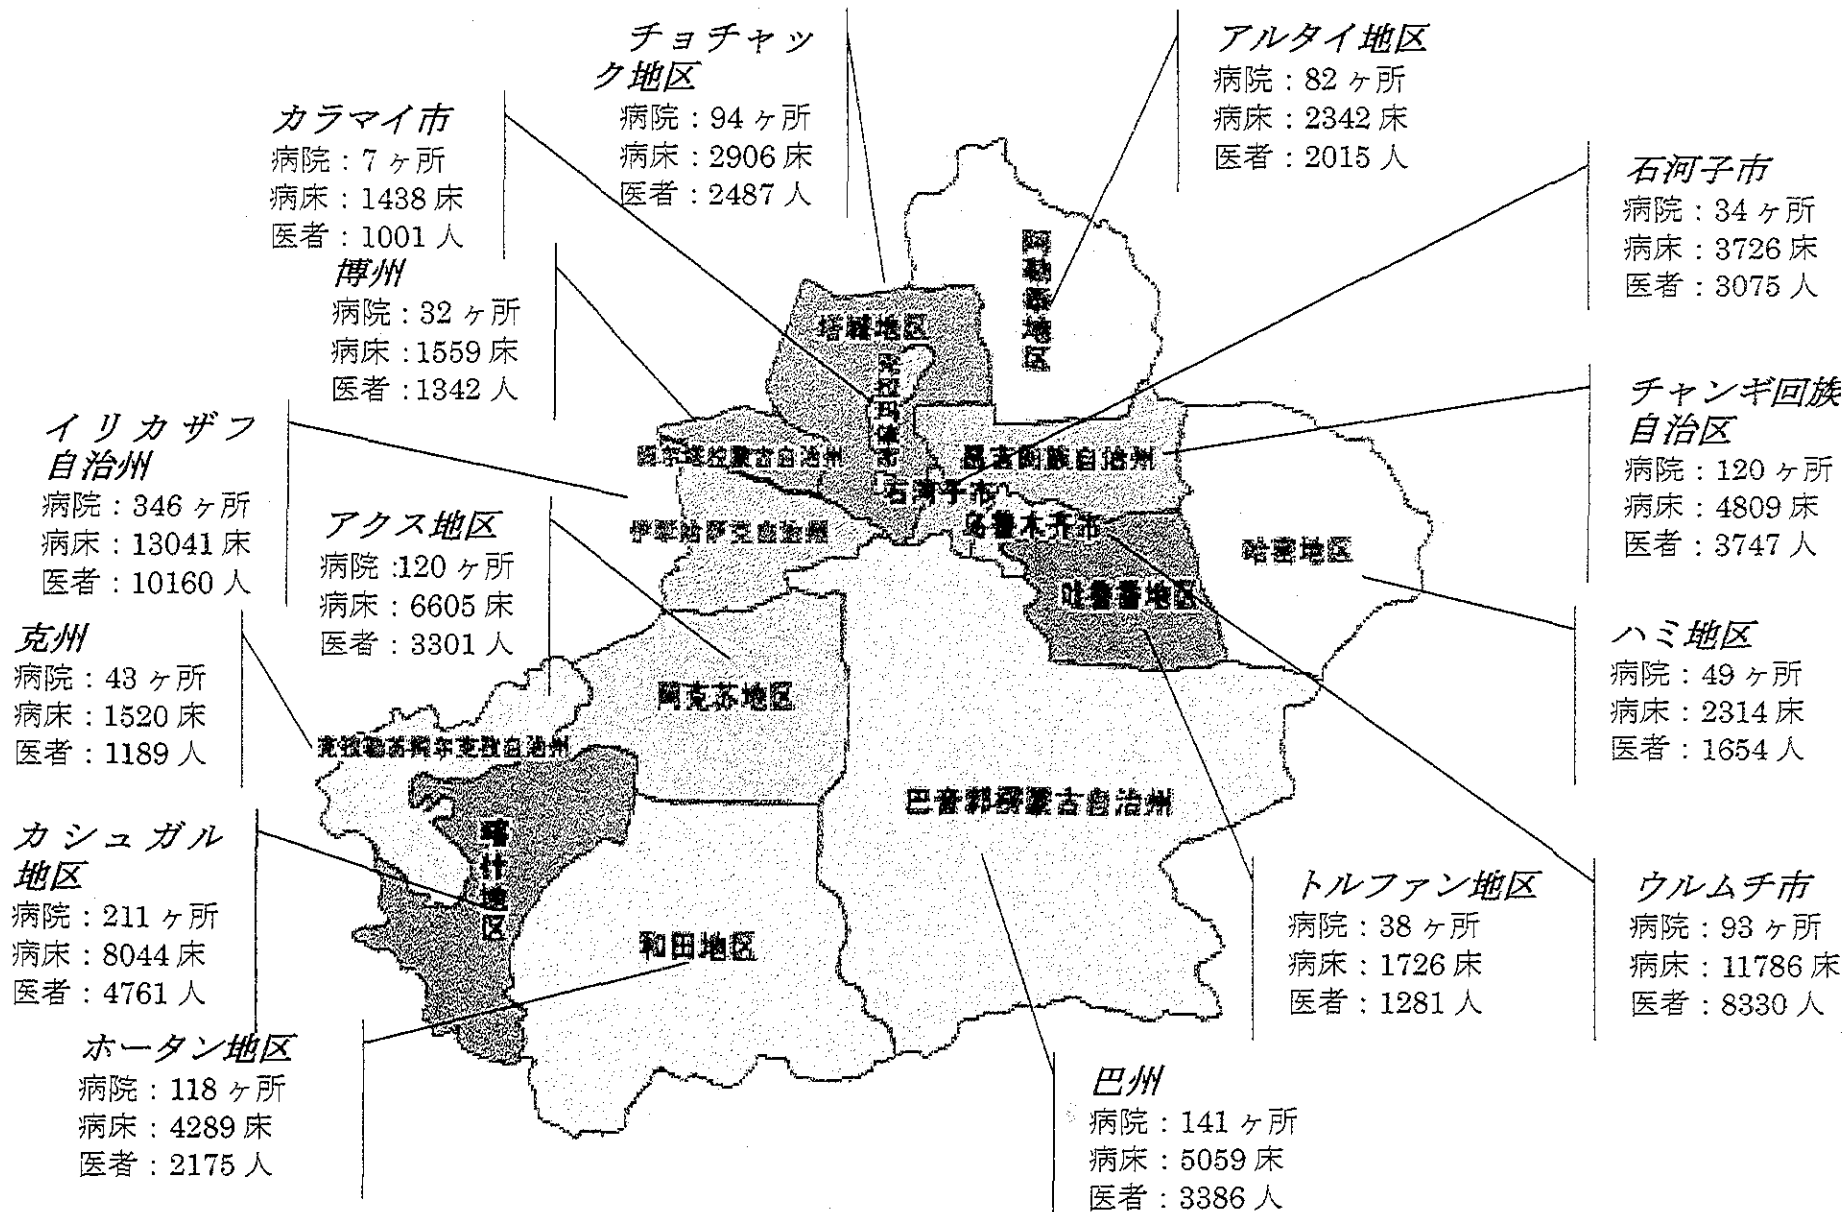 チョチャッ
ク地区
病院：94ヶ所
病床：2906床
医者：2487人
アルタイ地区
病院：82ヶ所
病床：2342床
医者：2015人
カラマイ市
病院：7ヶ所
病床：1438床
医者：1001人
石河子市
病院：34ヶ所
病床：3726床
医者：3075人
博州
病院：32ヶ所
病床：1559床
医者：1342人
チャンギ回族
自治区
病院：120ヶ所
病床：4809床
医者：3747人
イリカザフ
自治州
病院：346ヶ所
病床：13041床
医者：10160人
アクス地区
病院：120ヶ所
病床：6605床
医者：3301人
克州
病院：43ヶ所
病床：1520床
医者：1189人
ハミ地区
病院：49ヶ所
病床：2314床
医者：1654人
カシュガル
地区
病院：211ヶ所
病床：8044床
医者：4761人
トルファン地区
病院：38ヶ所
病床：1726床
医者：1281人
ウルムチ市
病院：93ヶ所
病床：11786床
医者：8330人
ホータン地区
病院：118ヶ所
病床：4289床
医者：2175人
巴州
病院：141ヶ所
病床：5059床
医者：3386人
阿勒泰地区
塔城地区
克拉玛依市
昌吉回族自治州
石河子市
乌鲁木齐市
吐鲁番地区
哈密地区
阿克苏地区
巴音郭楞蒙古自治州
喀什地区
和田地区